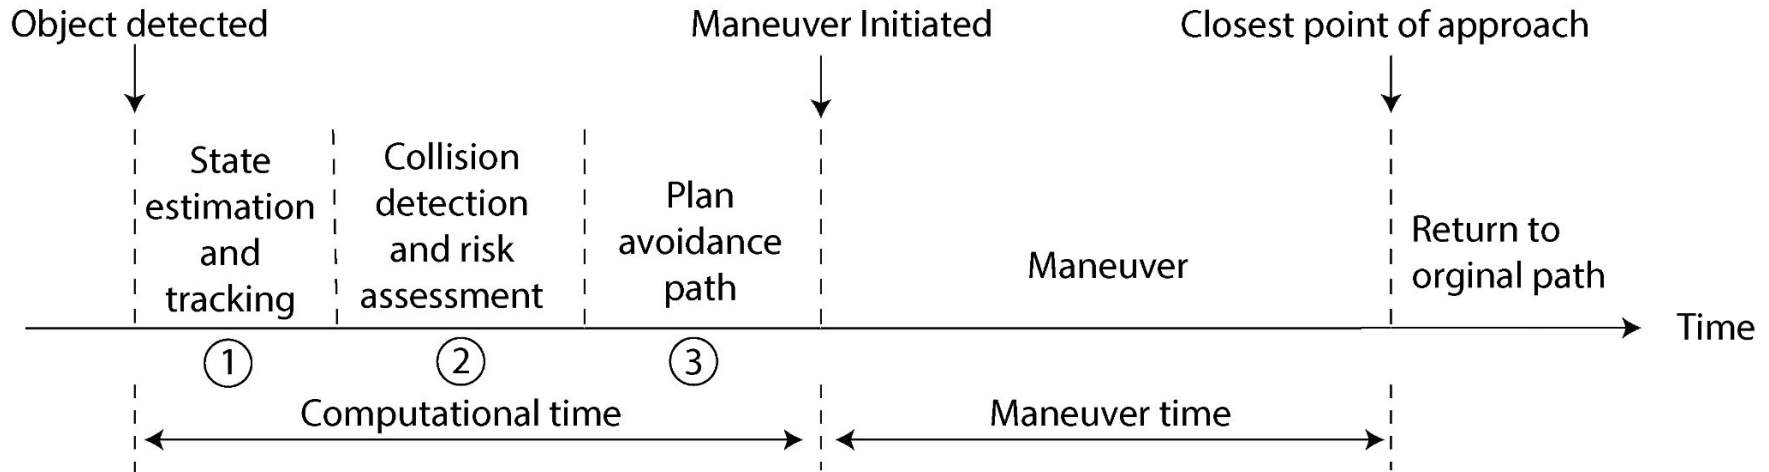 Object detected
Maneuver Initiated
Closest point of approach
State
estimation
and
tracking
Collision
detection
and risk
assessment
Plan
avoidance
path
Maneuver
Return to
orginal path
Time
1
2
3
Computational time
Maneuver time